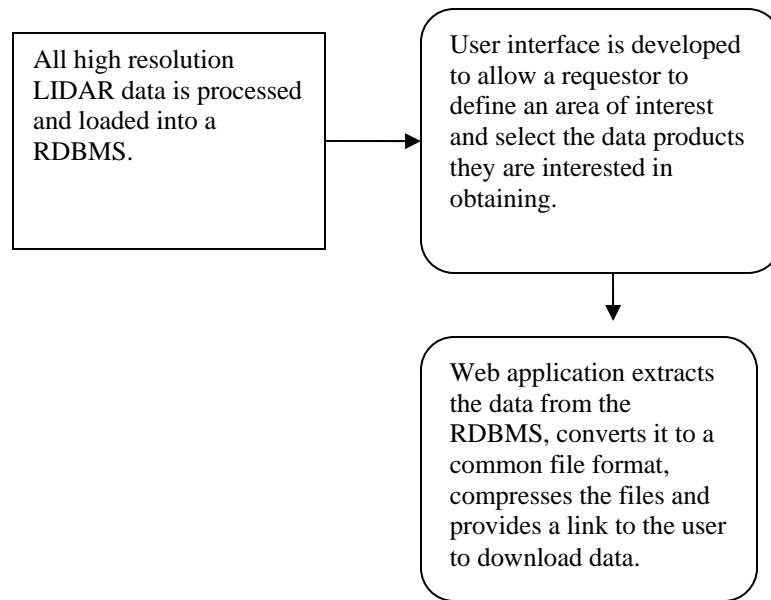 All high resolution
LIDAR data is processed
and loaded into a
RDBMS.
User interface is developed
to allow a requestor to
define an area of interest
and select the data products
they are interested in
obtaining.
Web application extracts
the data from the
RDBMS, converts it to a
common file format,
compresses the files and
provides a link to the user
to download data.